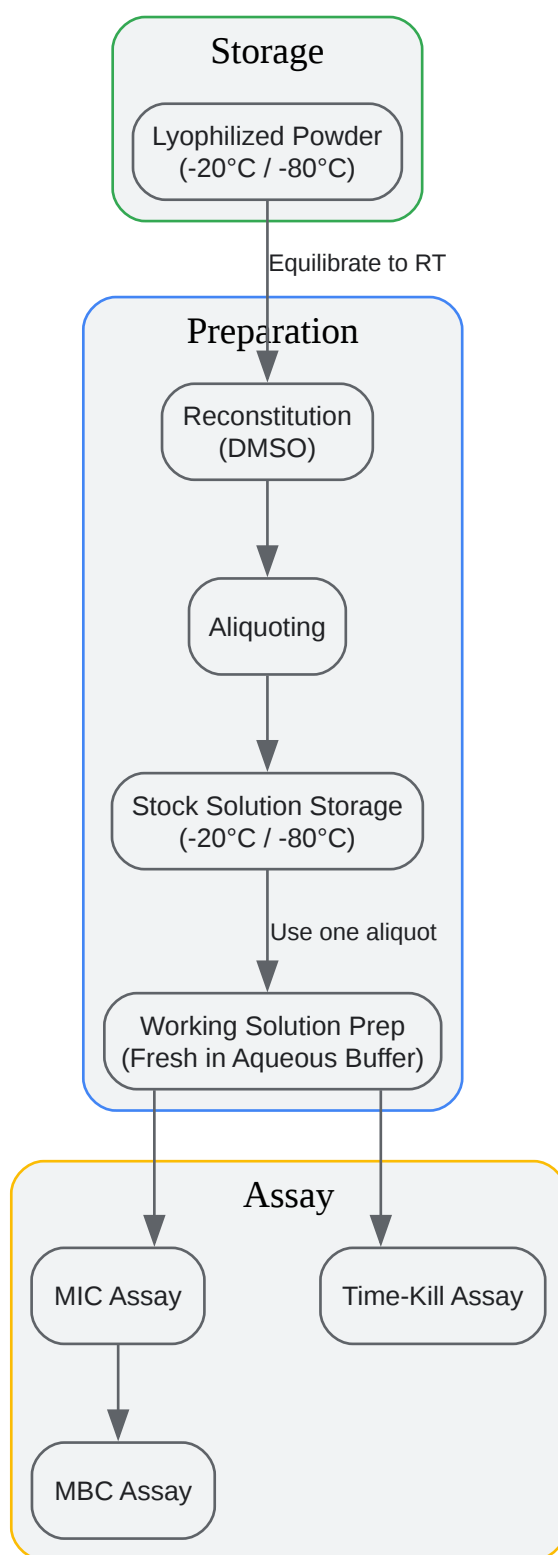 Storage
Lyophilized Powder
(-20°C / -80°C)
Equilibrate to RT
Preparation
Reconstitution
(DMSO)
Aliquoting
Stock Solution Storage
(-20°C / -80°C)
Use one aliquot
Working Solution Prep
(Fresh in Aqueous Buffer)
Assay
MIC Assay
Time-Kill Assay
MBC Assay